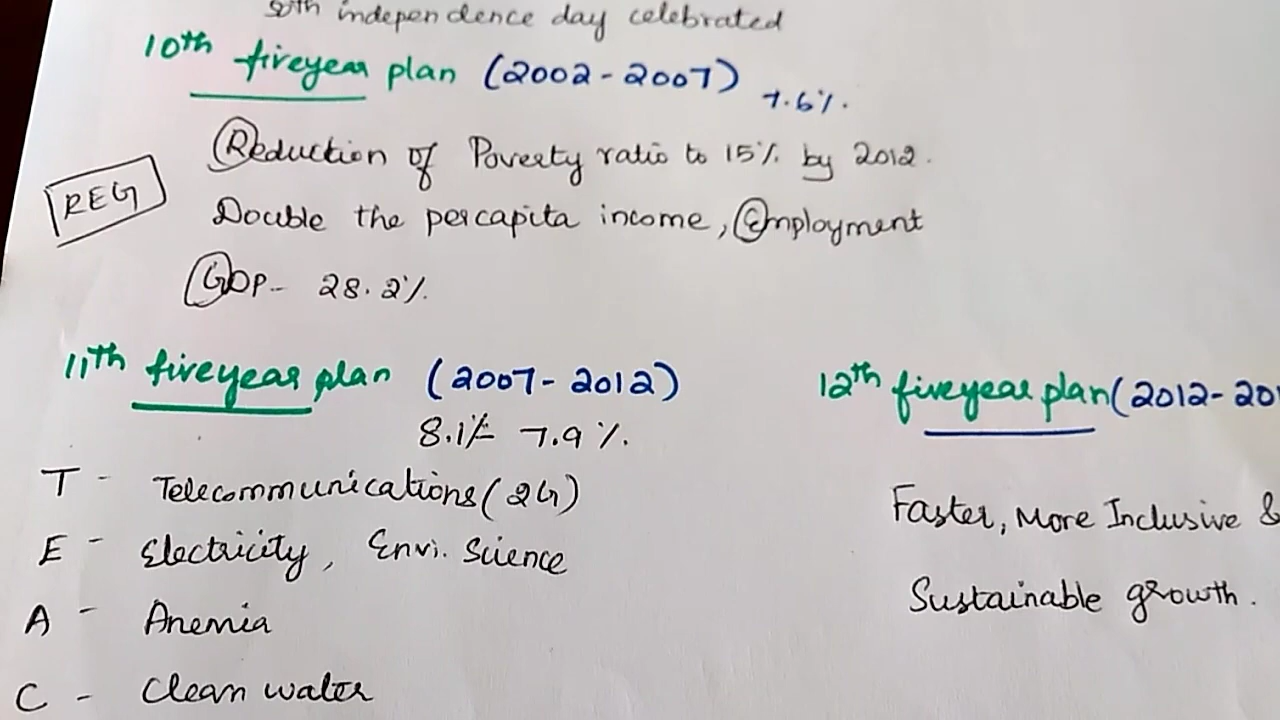 independence day celebrated
10th fiveyear plan (2002-2007) 7.6%.
Reduction of Poverty ratio to 15% by 2012.
REG
Double the percapita income, Employment
GDP- 28.2%.
11th fiveyear plan (2007-2012)
8.1% 7.9%.
T - Telecommunications (2G)
E - Electricity, Envi. Science
A - Anemia
C - Clean water
12th fiveyear plan (2012-20
Faster, More Inclusive &
Sustainable growth.